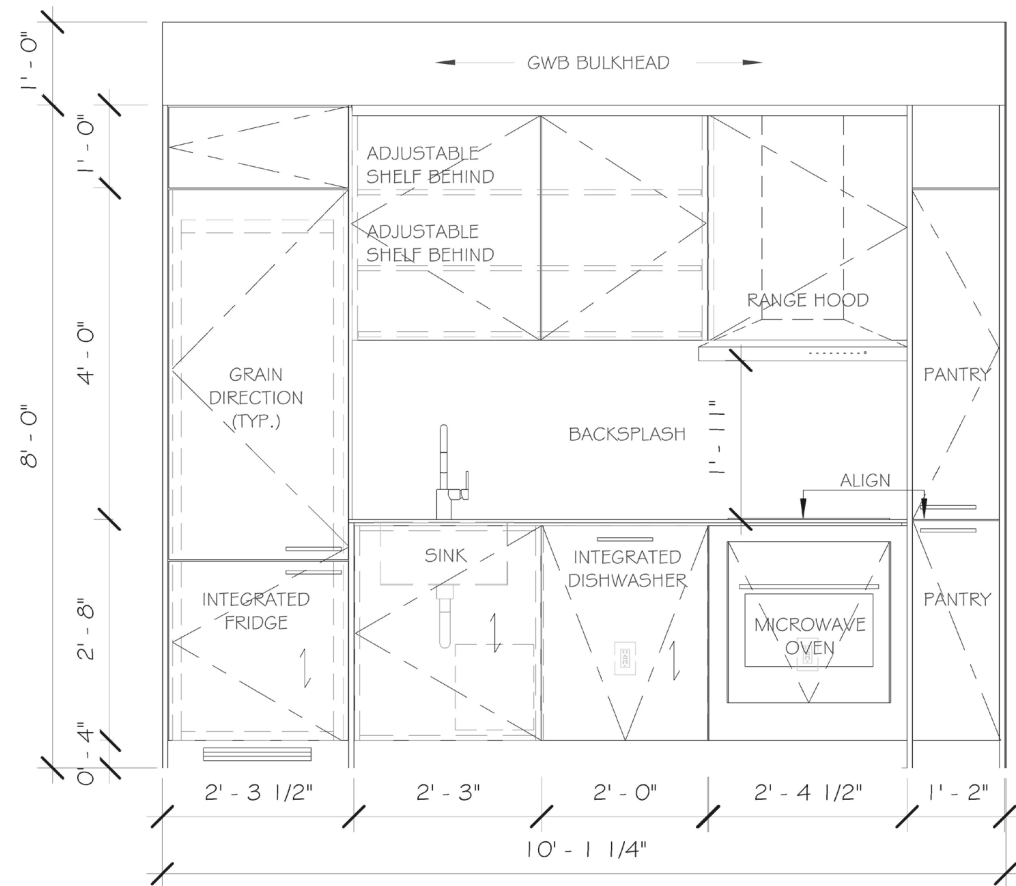 1' - 0"
GWB BULKHEAD
1' - 0"
ADJUSTABLE
SHELF BEHIND
ADJUSTABLE
SHELF BEHIND
RANGE HOOD
4' - 0"
GRAIN
DIRECTION
(TYP.)
PANTRY
8' - 0"
BACKSPLASH
1' - 11"
ALIGN
SINK
INTEGRATED
DISHWASHER
INTEGRATED
FRIDGE
2' - 8"
MICROWAVE
OVEN
PANTRY
0' - 4"
2' - 3 1/2"
2' - 3"
2' - 0"
2' - 4 1/2"
1' - 2"
10' - 1 1/4"